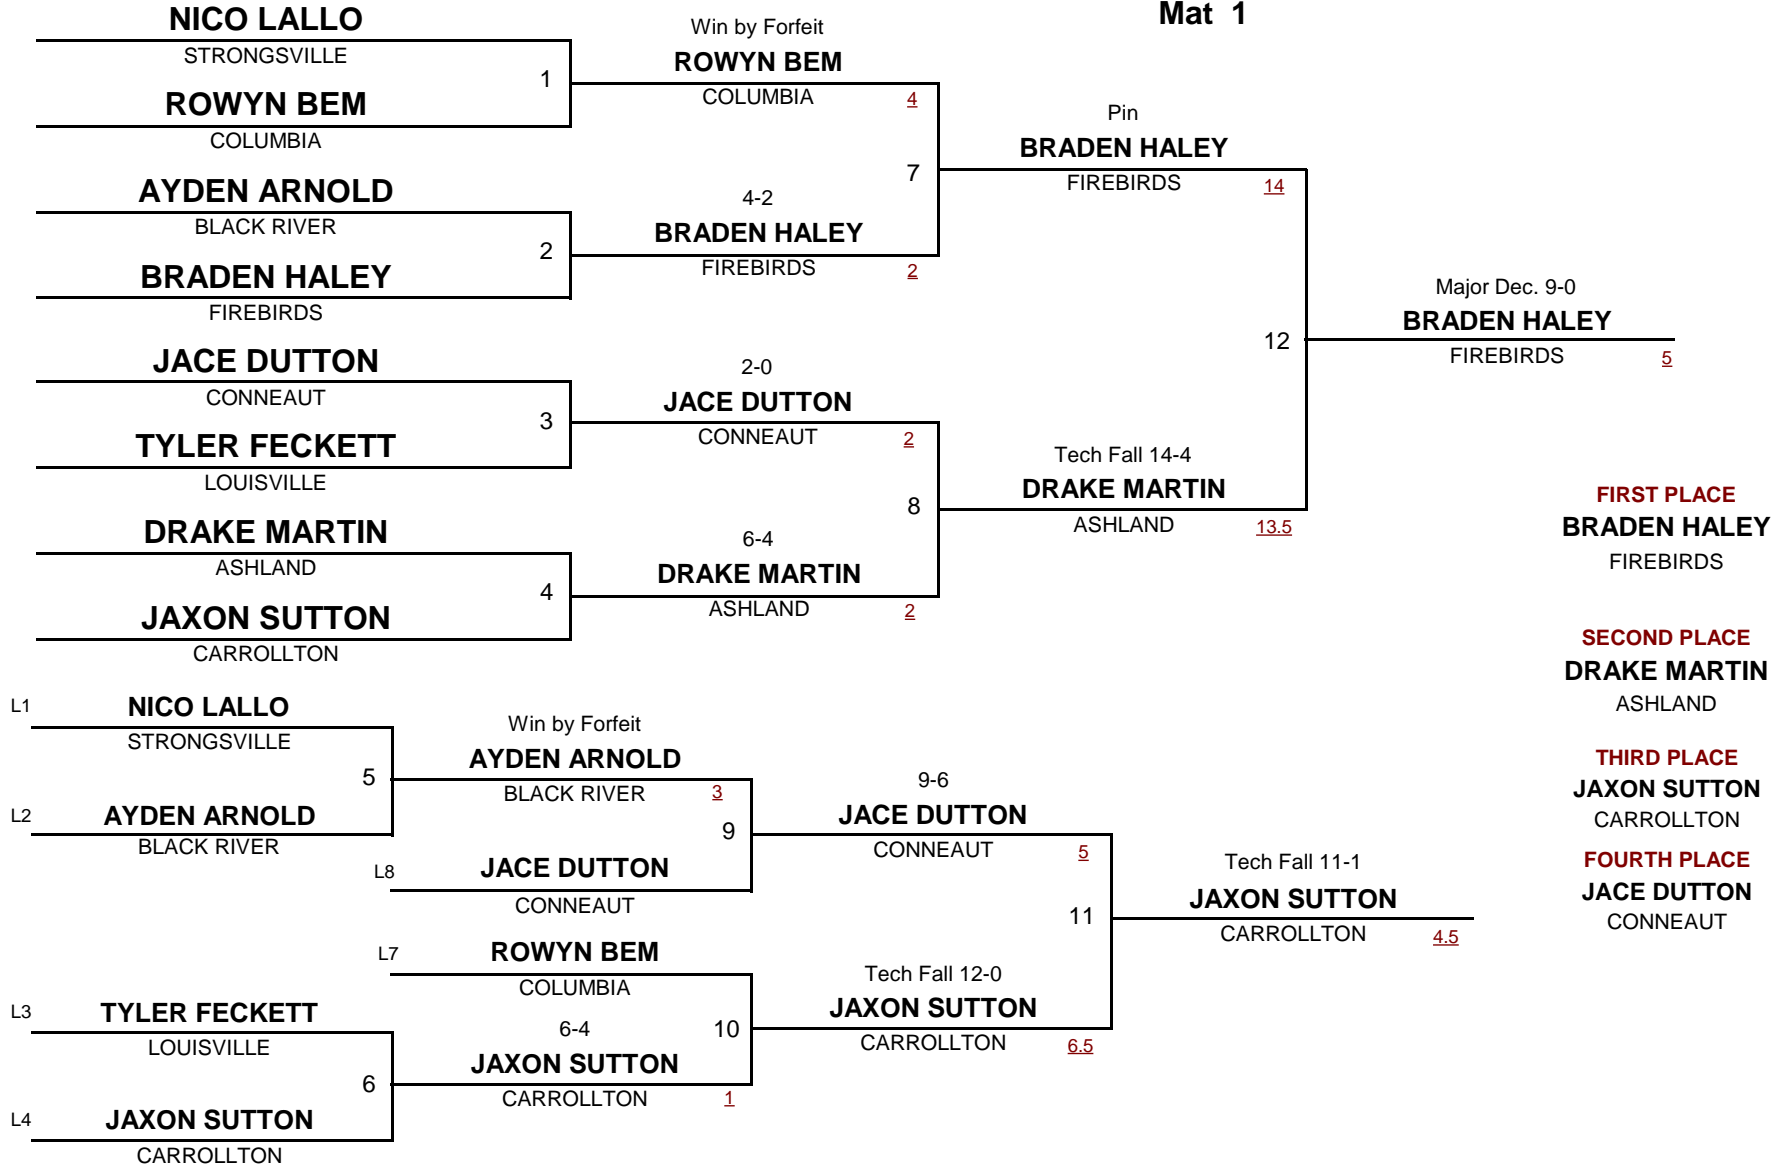 Mat 1
NICO LALLO
STRONGSVILLE
1
ROWYN BEM
COLUMBIA
AYDEN ARNOLD
BLACK RIVER
2
BRADEN HALEY
FIREBIRDS
JACE DUTTON
CONNEAUT
3
TYLER FECKETT
LOUISVILLE
DRAKE MARTIN
ASHLAND
4
JAXON SUTTON
CARROLLTON
Win by Forfeit
ROWYN BEM
COLUMBIA 4
7
4-2
BRADEN HALEY
FIREBIRDS 2
2-0
JACE DUTTON
CONNEAUT 2
8
6-4
DRAKE MARTIN
ASHLAND 2
Pin
BRADEN HALEY
FIREBIRDS 14
12
Tech Fall 14-4
DRAKE MARTIN
ASHLAND 13.5
Major Dec. 9-0
BRADEN HALEY
FIREBIRDS 5
FIRST PLACE
BRADEN HALEY
FIREBIRDS
SECOND PLACE
DRAKE MARTIN
ASHLAND
THIRD PLACE
JAXON SUTTON
CARROLLTON
FOURTH PLACE
JACE DUTTON
CONNEAUT
L1 NICO LALLO
STRONGSVILLE
5
L2 AYDEN ARNOLD
BLACK RIVER
L3 TYLER FECKETT
LOUISVILLE
6
L4 JAXON SUTTON
CARROLLTON
Win by Forfeit
AYDEN ARNOLD
BLACK RIVER 3
9
L8 JACE DUTTON
CONNEAUT
L7 ROWYN BEM
COLUMBIA
6-4 10
JAXON SUTTON
CARROLLTON 1
9-6
JACE DUTTON
CONNEAUT 5
11
Tech Fall 12-0
JAXON SUTTON
CARROLLTON 6.5
Tech Fall 11-1
JAXON SUTTON
CARROLLTON 4.5